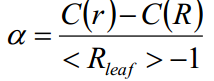 α = C(r) − C(R) / < R_leaf > −1